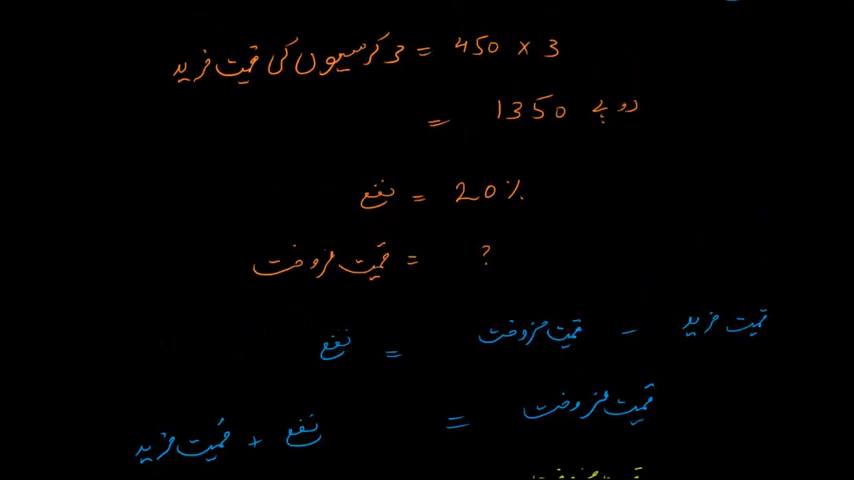 3 کرسیوں کی قیمت خرید = 450 × 3
= 1350 روپے
نفع = 20%
قیمت فروخت = ?
نفع = قیمت فروخت - قیمت خرید
قیمت خرید + نفع = قیمت فروخت